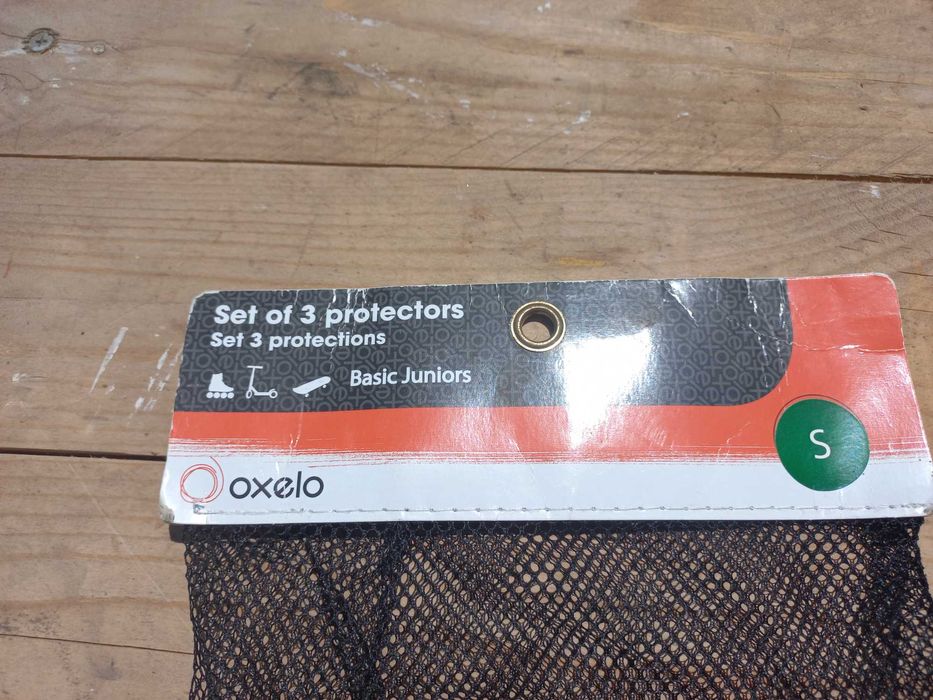 Set of 3 protectors
Set 3 protections
Basic Juniors
S
oxelo